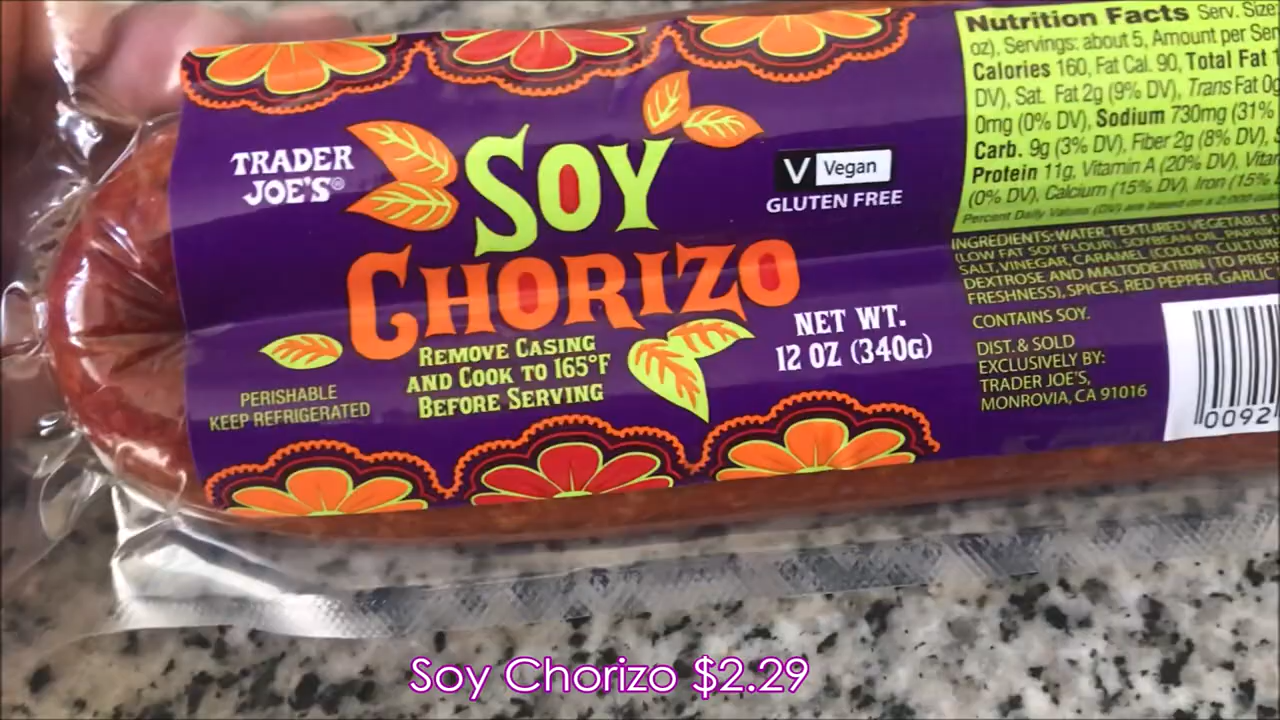 TRADER
JOE'S®
SOY
CHORIZO
REMOVE CASING
AND COOK TO 165°F
BEFORE SERVING
PERISHABLE
KEEP REFRIGERATED
V Vegan
GLUTEN FREE
NET WT.
12 OZ (340G)
Nutrition Facts Serv. Size:
oz), Servings: about 5, Amount per Ser
Calories 160, Fat Cal. 90, Total Fat 1
DV), Sat. Fat 2g (9% DV), Trans Fat 0g
0mg (0% DV), Sodium 730mg (31%
Carb. 9g (3% DV), Fiber 2g (8% DV),
Protein 11g, Vitamin A (20% DV), Vita
(0% DV), Calcium (15% DV), Iron (15%
Percent Daily Values (DV) are based on a 2,000
INGREDIENTS: WATER, TEXTURED VEGETABLE
(LOW FAT SOY FLOUR), SOYBEAN OIL, PAPRIK
SALT, VINEGAR, CARAMEL (COLOR), CULTUR
DEXTROSE AND MALTODEXTRIN (TO PRES
FRESHNESS), SPICES, RED PEPPER, GARLIC
CONTAINS SOY.
DIST. & SOLD
EXCLUSIVELY BY:
TRADER JOE'S,
MONROVIA, CA 91016
0092
Soy Chorizo $2.29